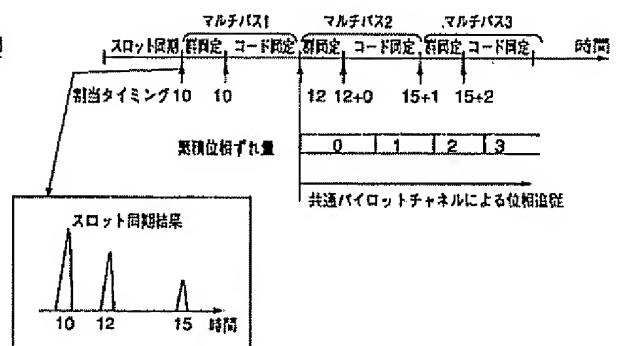 マルチパス1 マルチパス2 マルチパス3
スロット同期 群同定 コード同定 群同定 コード同定 群同定 コード同定 時間
割当タイミング 10 10 12 12+0 15+1 15+2
累積位相ずれ量 0 1 2 3
共通パイロットチャネルによる位相追従
スロット同期結果
10 12 15 時間